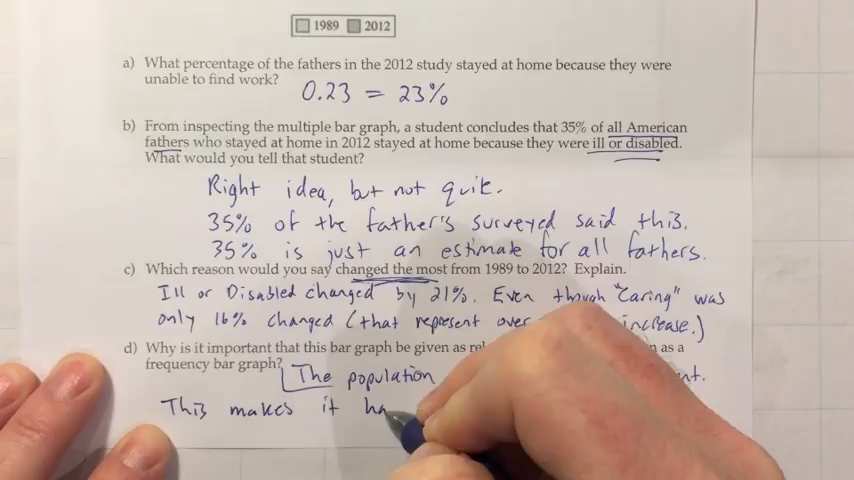 1989 2012
a) What percentage of the fathers in the 2012 study stayed at home because they were
unable to find work?
0.23 = 23%
b) From inspecting the multiple bar graph, a student concludes that 35% of all American
fathers who stayed at home in 2012 stayed at home because they were ill or disabled.
What would you tell that student?
Right idea, but not quite.
35% of the father's surveyed said this.
35% is just an estimate for all fathers.
c) Which reason would you say changed the most from 1989 to 2012? Explain.
Ill or Disabled changed by 21%. Even though "Caring" was
only 16% changed (that represent over increase.)
d) Why is it important that this bar graph be given as as a
frequency bar graph?
The population
This makes it